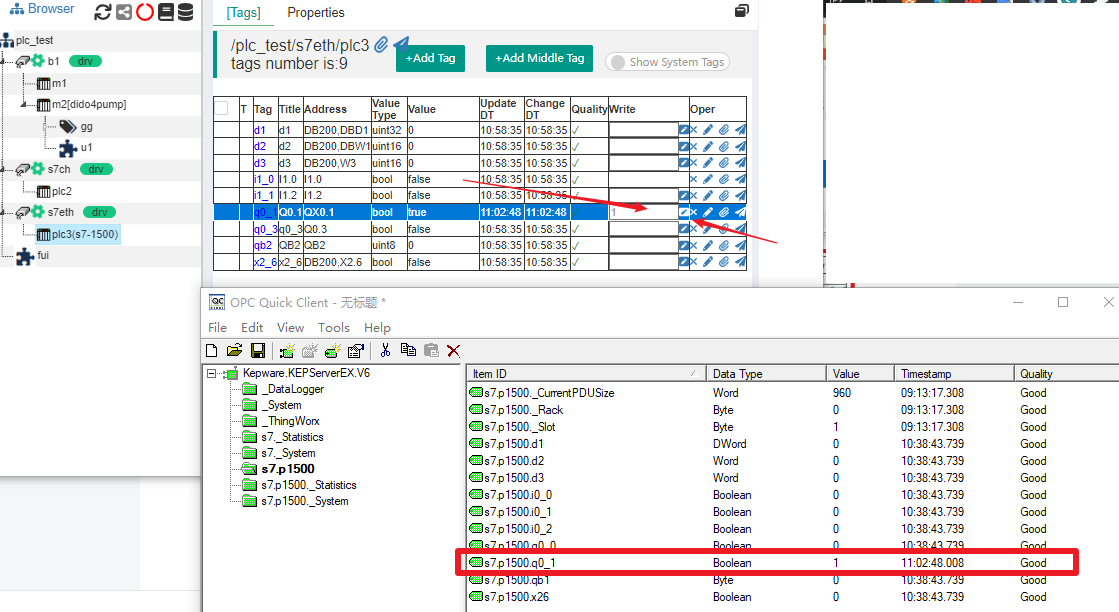 Browser
plc_test
b1 drv
m1
m2[dido4pump]
gg
u1
s7ch drv
plc2
s7eth drv
plc3(s7-1500)
fui
[Tags] Properties
/plc_test/s7eth/plc3
tags number is:9
+Add Tag +Add Middle Tag Show System Tags
T Tag Title Address Value Type Value Update DT Change DT Quality Write Oper
d1 d1 DB200,DBD1 uint32 0 10:58:35 10:58:35 ✓
d2 d2 DB200,DBW1 uint16 0 10:58:35 10:58:35 ✓
d3 d3 DB200,W3 uint16 0 10:58:35 10:58:35 ✓
i1_0 I1.0 I1.0 bool false 10:58:35 10:58:35 ✓
i1_1 I1.2 I1.2 bool false 10:58:35 10:58:35 ✓
q0_1 Q0.1 QX0.1 bool true 11:02:48 11:02:48 ✓ 1
q0_3 q0_3 Q0.3 bool false 10:58:35 10:58:35 ✓
qb2 QB2 QB2 uint8 0 10:58:35 10:58:35 ✓
x2_6 x2_6 DB200,X2.6 bool false 10:58:35 10:58:35 ✓
OPC Quick Client - 无标题 *
File Edit View Tools Help
Kepware.KEPServerEX.V6
_DataLogger
_System
_ThingWorx
s7._Statistics
s7._System
s7.p1500
s7.p1500._Statistics
s7.p1500._System
Item ID Data Type Value Timestamp Quality
s7.p1500._CurrentPDUSize Word 960 09:13:17.308 Good
s7.p1500._Rack Byte 0 09:13:17.308 Good
s7.p1500._Slot Byte 1 09:13:17.308 Good
s7.p1500.d1 DWord 0 10:38:43.739 Good
s7.p1500.d2 Word 0 10:38:43.739 Good
s7.p1500.d3 Word 0 10:38:43.739 Good
s7.p1500.i0_0 Boolean 0 10:38:43.739 Good
s7.p1500.i0_1 Boolean 0 10:38:43.739 Good
s7.p1500.i0_2 Boolean 0 10:38:43.739 Good
s7.p1500.q0_0 Boolean 0 10:38:43.739 Good
s7.p1500.q0_1 Boolean 1 11:02:48.008 Good
s7.p1500.qb1 Byte 0 10:38:43.739 Good
s7.p1500.x26 Boolean 0 10:38:43.739 Good